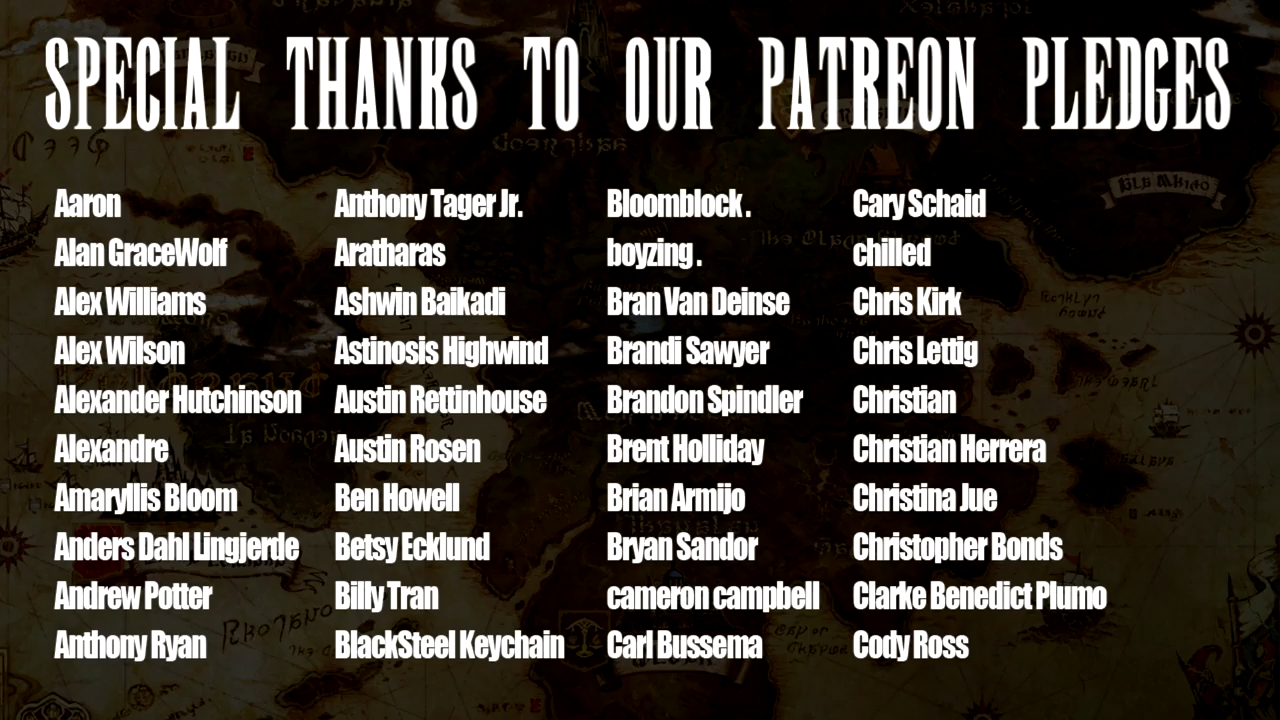 SPECIAL THANKS TO OUR PATREON PLEDGES
Aaron
Alan GraceWolf
Alex Williams
Alex Wilson
Alexander Hutchinson
Alexandre
Amaryllis Bloom
Anders Dahl Lingjerde
Andrew Potter
Anthony Ryan
Anthony Tager Jr.
Aratharas
Ashwin Baikadi
Astinosis Highwind
Austin Rettinhouse
Austin Rosen
Ben Howell
Betsy Ecklund
Billy Tran
BlackSteel Keychain
Bloomblock .
boyzing .
Bran Van Deinse
Brandi Sawyer
Brandon Spindler
Brent Holliday
Brian Armijo
Bryan Sandor
cameron campbell
Carl Bussema
Cary Schaid
chilled
Chris Kirk
Chris Lettig
Christian
Christian Herrera
Christina Jue
Christopher Bonds
Clarke Benedict Plumo
Cody Ross